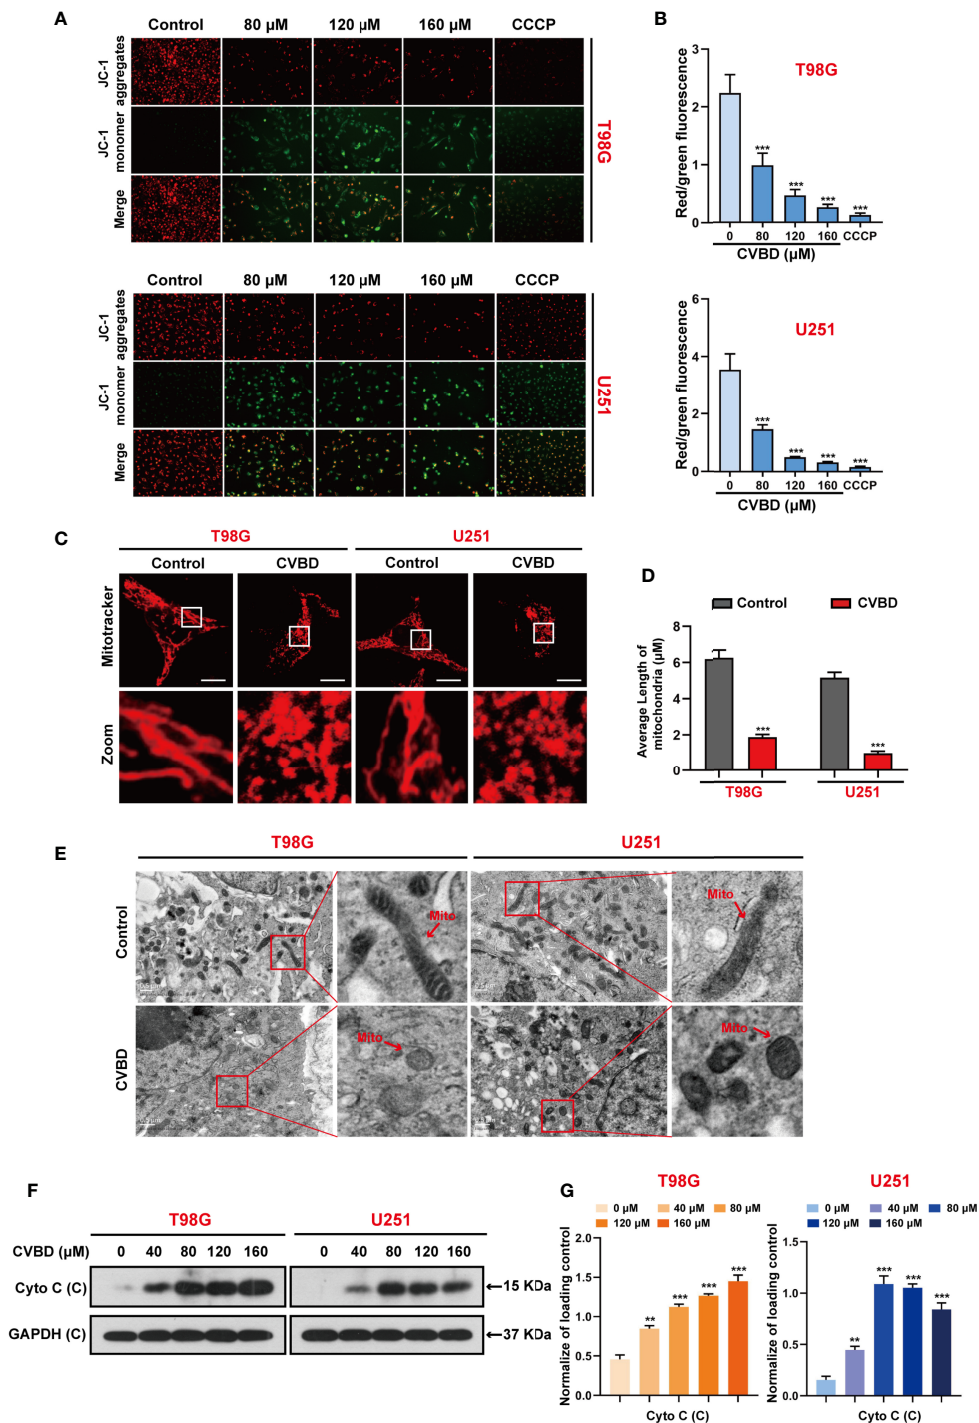 A
Control 80 µM 120 µM 160 µM CCCP
JC-1 aggregates
JC-1 monomer
Merge
T98G
Control 80 µM 120 µM 160 µM CCCP
JC-1 aggregates
JC-1 monomer
Merge
U251
B
T98G
Red/green fluorescence
3
2
1
0
*** *** *** ***
0 80 120 160 CCCP
CVBD (µM)
U251
Red/green fluorescence
6
4
2
0
*** *** *** ***
0 80 120 160 CCCP
CVBD (µM)
C
T98G U251
Control CVBD Control CVBD
Mitotracker
Zoom
D
Control CVBD
Average Length of
mitochondria (µM)
8
6
4
2
0
*** ***
T98G U251
E
T98G U251
Control
Mito Mito
CVBD
Mito Mito
F
T98G U251
CVBD (µM) 0 40 80 120 160 0 40 80 120 160
Cyto C (C) ←15 KDa
GAPDH (C) ←37 KDa
G
T98G
0 µM 40 µM 80 µM
120 µM 160 µM
Normalize of loading control
2.0
1.5
1.0
0.5
0.0
** *** *** ***
Cyto C (C)
U251
0 µM 40 µM 80 µM
120 µM 160 µM
Normalize of loading control
1.5
1.0
0.5
0.0
** *** *** ***
Cyto C (C)